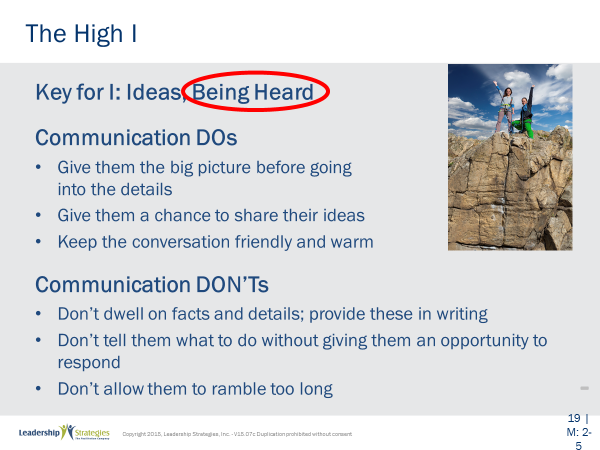 The High I
Key for I: Ideas, Being Heard
Communication DOs
• Give them the big picture before going
into the details
• Give them a chance to share their ideas
• Keep the conversation friendly and warm
Communication DON'Ts
• Don't dwell on facts and details; provide these in writing
• Don't tell them what to do without giving them an opportunity to
respond
• Don't allow them to ramble too long
19 |
M: 2-
5
Leadership Strategies
The Facilitation Company
Copyright 2015, Leadership Strategies, Inc. - V15.07c Duplication prohibited without consent